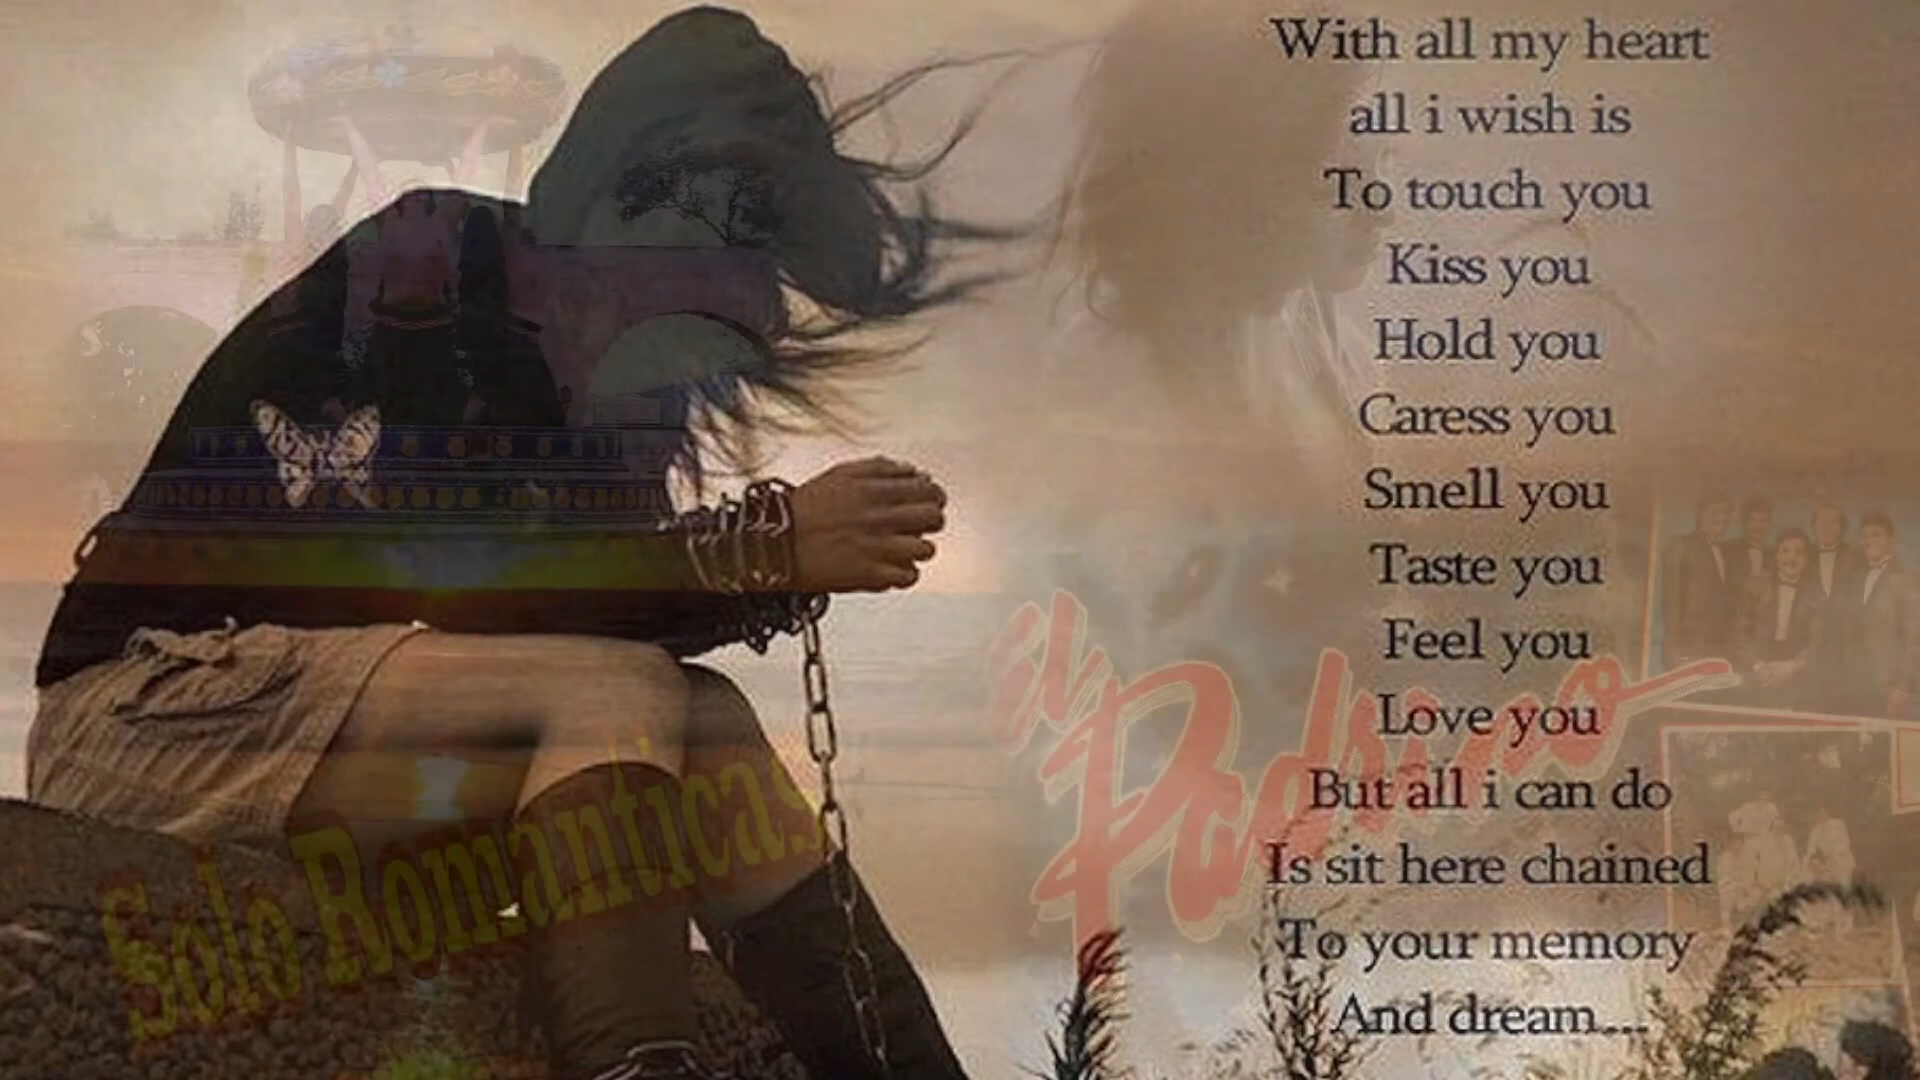 With all my heart
all i wish is
To touch you
Kiss you
Hold you
Caress you
Smell you
Taste you
Feel you
Love you
But all i can do
Is sit here chained
To your memory
And dream...
El Padrino
Solo Romanticas